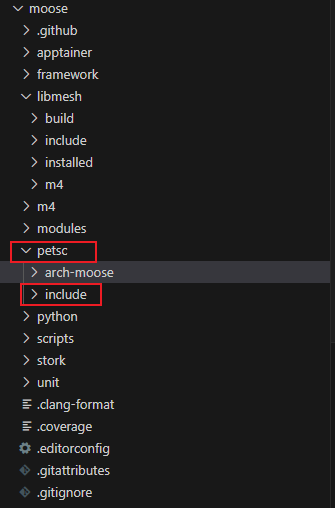 moose
.github
apptainer
framework
libmesh
build
include
installed
m4
m4
modules
petsc
arch-moose
include
python
scripts
stork
unit
.clang-format
.coverage
.editorconfig
.gitattributes
.gitignore